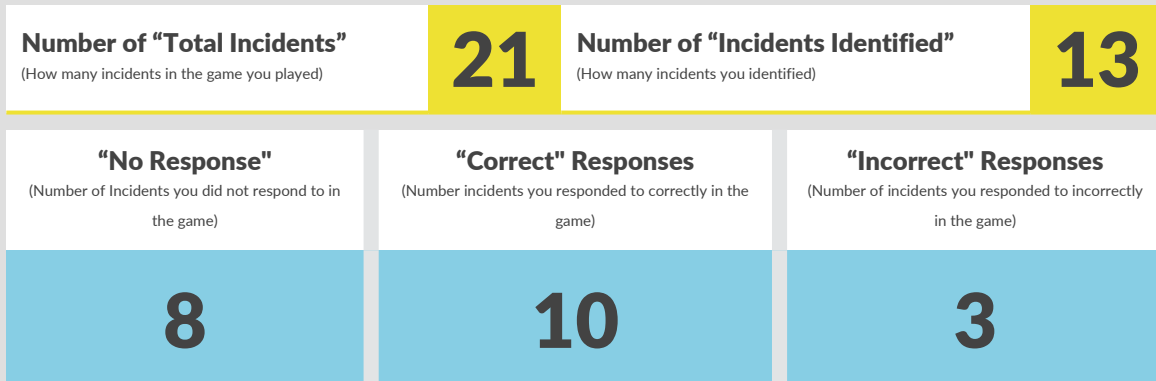 Number of “Total Incidents”
(How many incidents in the game you played)
21
Number of “Incidents Identified”
(How many incidents you identified)
13
“No Response"
(Number of Incidents you did not respond to in
the game)
8
“Correct" Responses
(Number incidents you responded to correctly in the
game)
10
“Incorrect" Responses
(Number of incidents you responded to incorrectly
in the game)
3